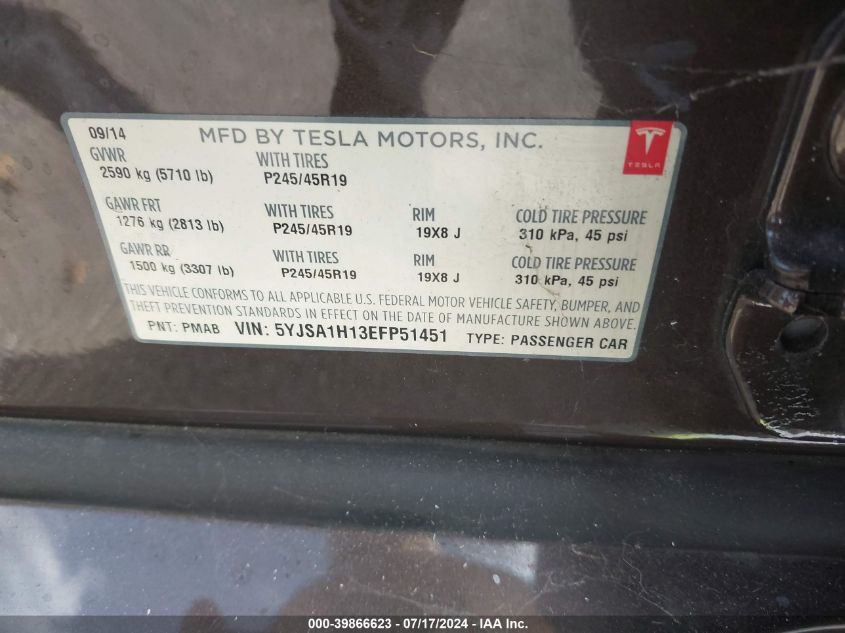 09/14 MFD BY TESLA MOTORS, INC.
TESLA
GVWR WITH TIRES
2590 kg (5710 lb) P245/45R19
GAWR FRT WITH TIRES RIM COLD TIRE PRESSURE
1276 kg (2813 lb) P245/45R19 19X8 J 310 kPa, 45 psi
GAWR RR WITH TIRES RIM COLD TIRE PRESSURE
1500 kg (3307 lb) P245/45R19 19X8 J 310 kPa, 45 psi
THIS VEHICLE CONFORMS TO ALL APPLICABLE U.S. FEDERAL MOTOR VEHICLE SAFETY, BUMPER, AND
THEFT PREVENTION STANDARDS IN EFFECT ON THE DATE OF MANUFACTURE SHOWN ABOVE.
PNT: PMAB VIN: 5YJSA1H13EFP51451 TYPE: PASSENGER CAR
000-39866623 - 07/17/2024 - IAA Inc.